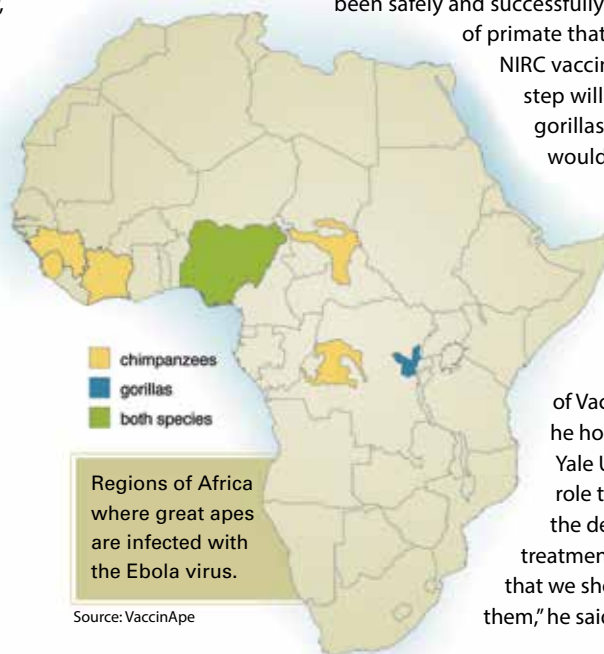 been safely and successfully
of primate that
NIRC vaccin
step will
gorillas
would
chimpanzees
gorillas
both species
Regions of Africa
where great apes
are infected with
the Ebola virus.
Source: VaccinApe
of Vac
he ho
Yale U
role t
the de
treatmen
that we sho
them," he said